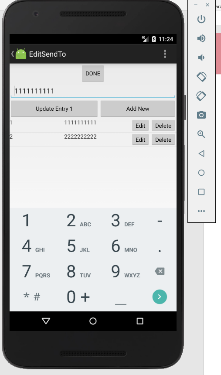 11:24
EditSendTo
DONE
1111111111
Update Entry 1 Add New
1 1111111111 Edit Delete
2 2222222222 Edit Delete
1 2 ABC 3 DEF -
4 GHI 5 JKL 6 MNO .
7 PQRS 8 TUV 9 WXYZ
* # 0 + _